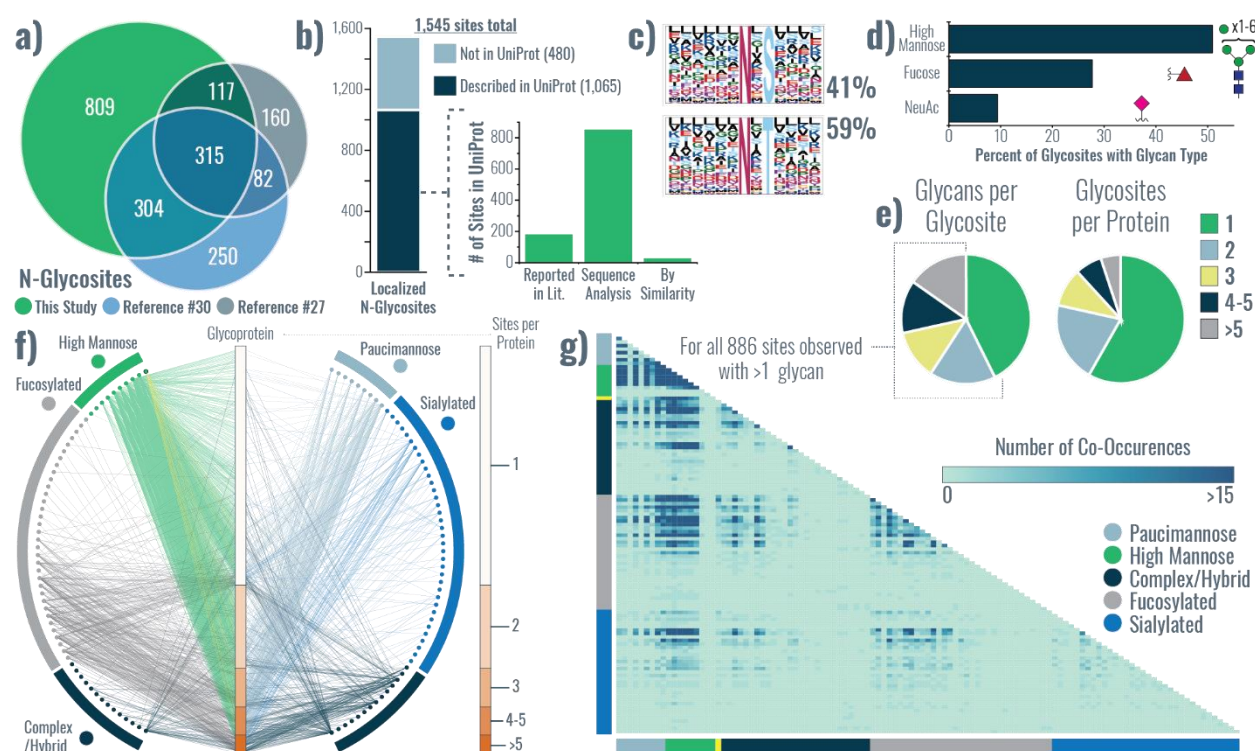 a)
809
117
160
315
82
304
250
N-Glycosites
This Study
Reference #30
Reference #27
b)
1,545 sites total
1,600
1,400
1,200
1,000
800
400
200
0
Not in UniProt (480)
Described in UniProt (1,065)
Localized
N-Glycosites
# of Sites in UniProt
800
600
400
200
0
Reported
in Lit.
Sequence
Analysis
By
Similarity
c)
41%
59%
d)
High
Mannose
Fucose
NeuAc
x1-6
0
10
20
30
40
50
Percent of Glycosites with Glycan Type
e)
Glycans per
Glycosite
Glycosites
per Protein
1
2
3
4-5
>5
f)
High Mannose
Fucosylated
Complex
/Hybrid
Glycoprotein
Paucimannose
Sialylated
Sites per
Protein
1
2
3
4-5
>5
g)
For all 886 sites observed
with >1 glycan
Number of Co-Occurences
0
>15
Paucimannose
High Mannose
Complex/Hybrid
Fucosylated
Sialylated